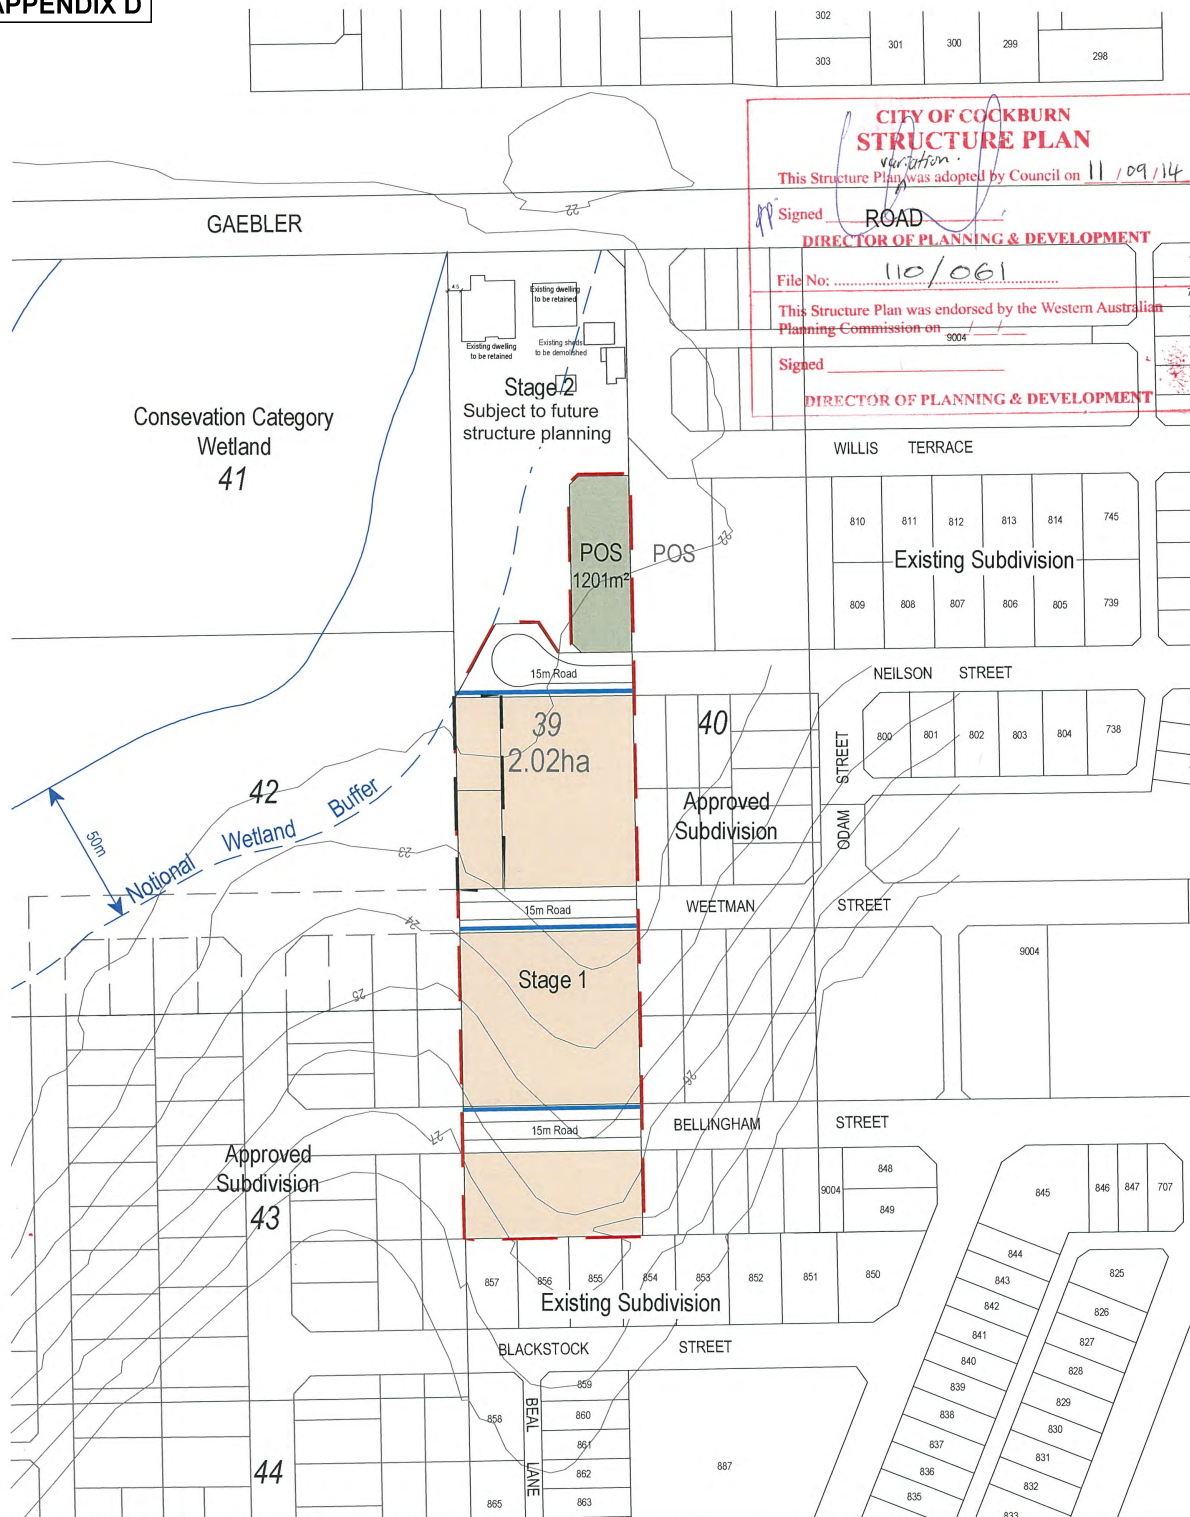 APPENDIX D
302
303
301
300
299
298
CITY OF COCKBURN
STRUCTURE PLAN
variation.
This Structure Plan was adopted by Council on 11 / 09 / 14
Signed
DIRECTOR OF PLANNING & DEVELOPMENT
File No: 110/061
This Structure Plan was endorsed by the Western Australian
Planning Commission on / /
Signed
DIRECTOR OF PLANNING & DEVELOPMENT
GAEBLER
ROAD
22
9004
4.5
Existing dwelling
to be retained
Existing dwelling
to be retained
Existing sheds
to be demolished
Stage 2
Subject to future
structure planning
Consevation Category
Wetland
41
WILLIS TERRACE
810
811
812
813
814
745
Existing Subdivision
809
808
807
806
805
739
POS
1201m²
POS
22
15m Road
NEILSON STREET
39
2.02ha
40
Approved
Subdivision
ODAM STREET
800
801
802
803
804
738
42
50m
Notional Wetland Buffer
23
24
25
26
27
15m Road
WEETMAN STREET
9004
Stage 1
15m Road
BELLINGHAM STREET
Approved
Subdivision
43
9004
848
849
845
846
847
707
857
856
855
854
853
852
851
850
Existing Subdivision
844
843
842
841
840
839
838
837
836
835
825
826
827
828
829
830
831
832
833
BLACKSTOCK STREET
BEAL LANE
858
865
859
860
861
862
863
887
44